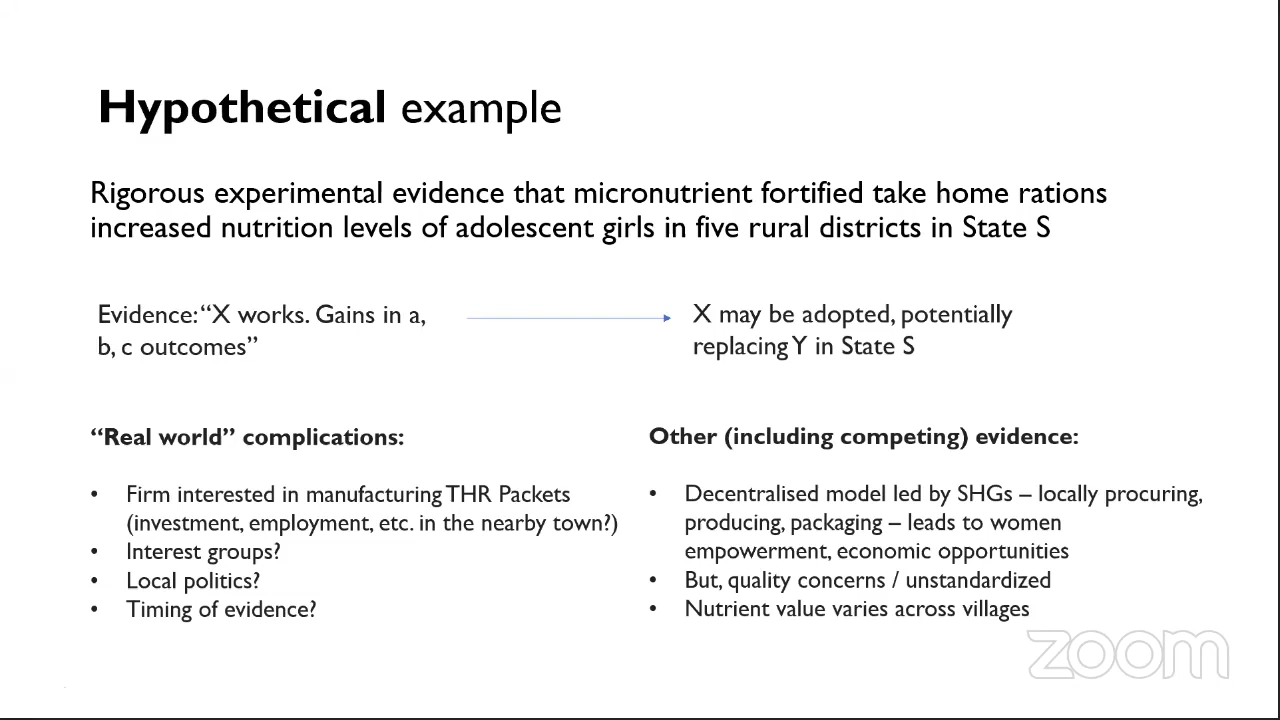 Hypothetical example
Rigorous experimental evidence that micronutrient fortified take home rations
increased nutrition levels of adolescent girls in five rural districts in State S
Evidence: “X works. Gains in a,
b, c outcomes”
X may be adopted, potentially
replacing Y in State S
“Real world” complications:
• Firm interested in manufacturing THR Packets
(investment, employment, etc. in the nearby town?)
• Interest groups?
• Local politics?
• Timing of evidence?
Other (including competing) evidence:
• Decentralised model led by SHGs – locally procuring,
producing, packaging – leads to women
empowerment, economic opportunities
• But, quality concerns / unstandardized
• Nutrient value varies across villages
zoom